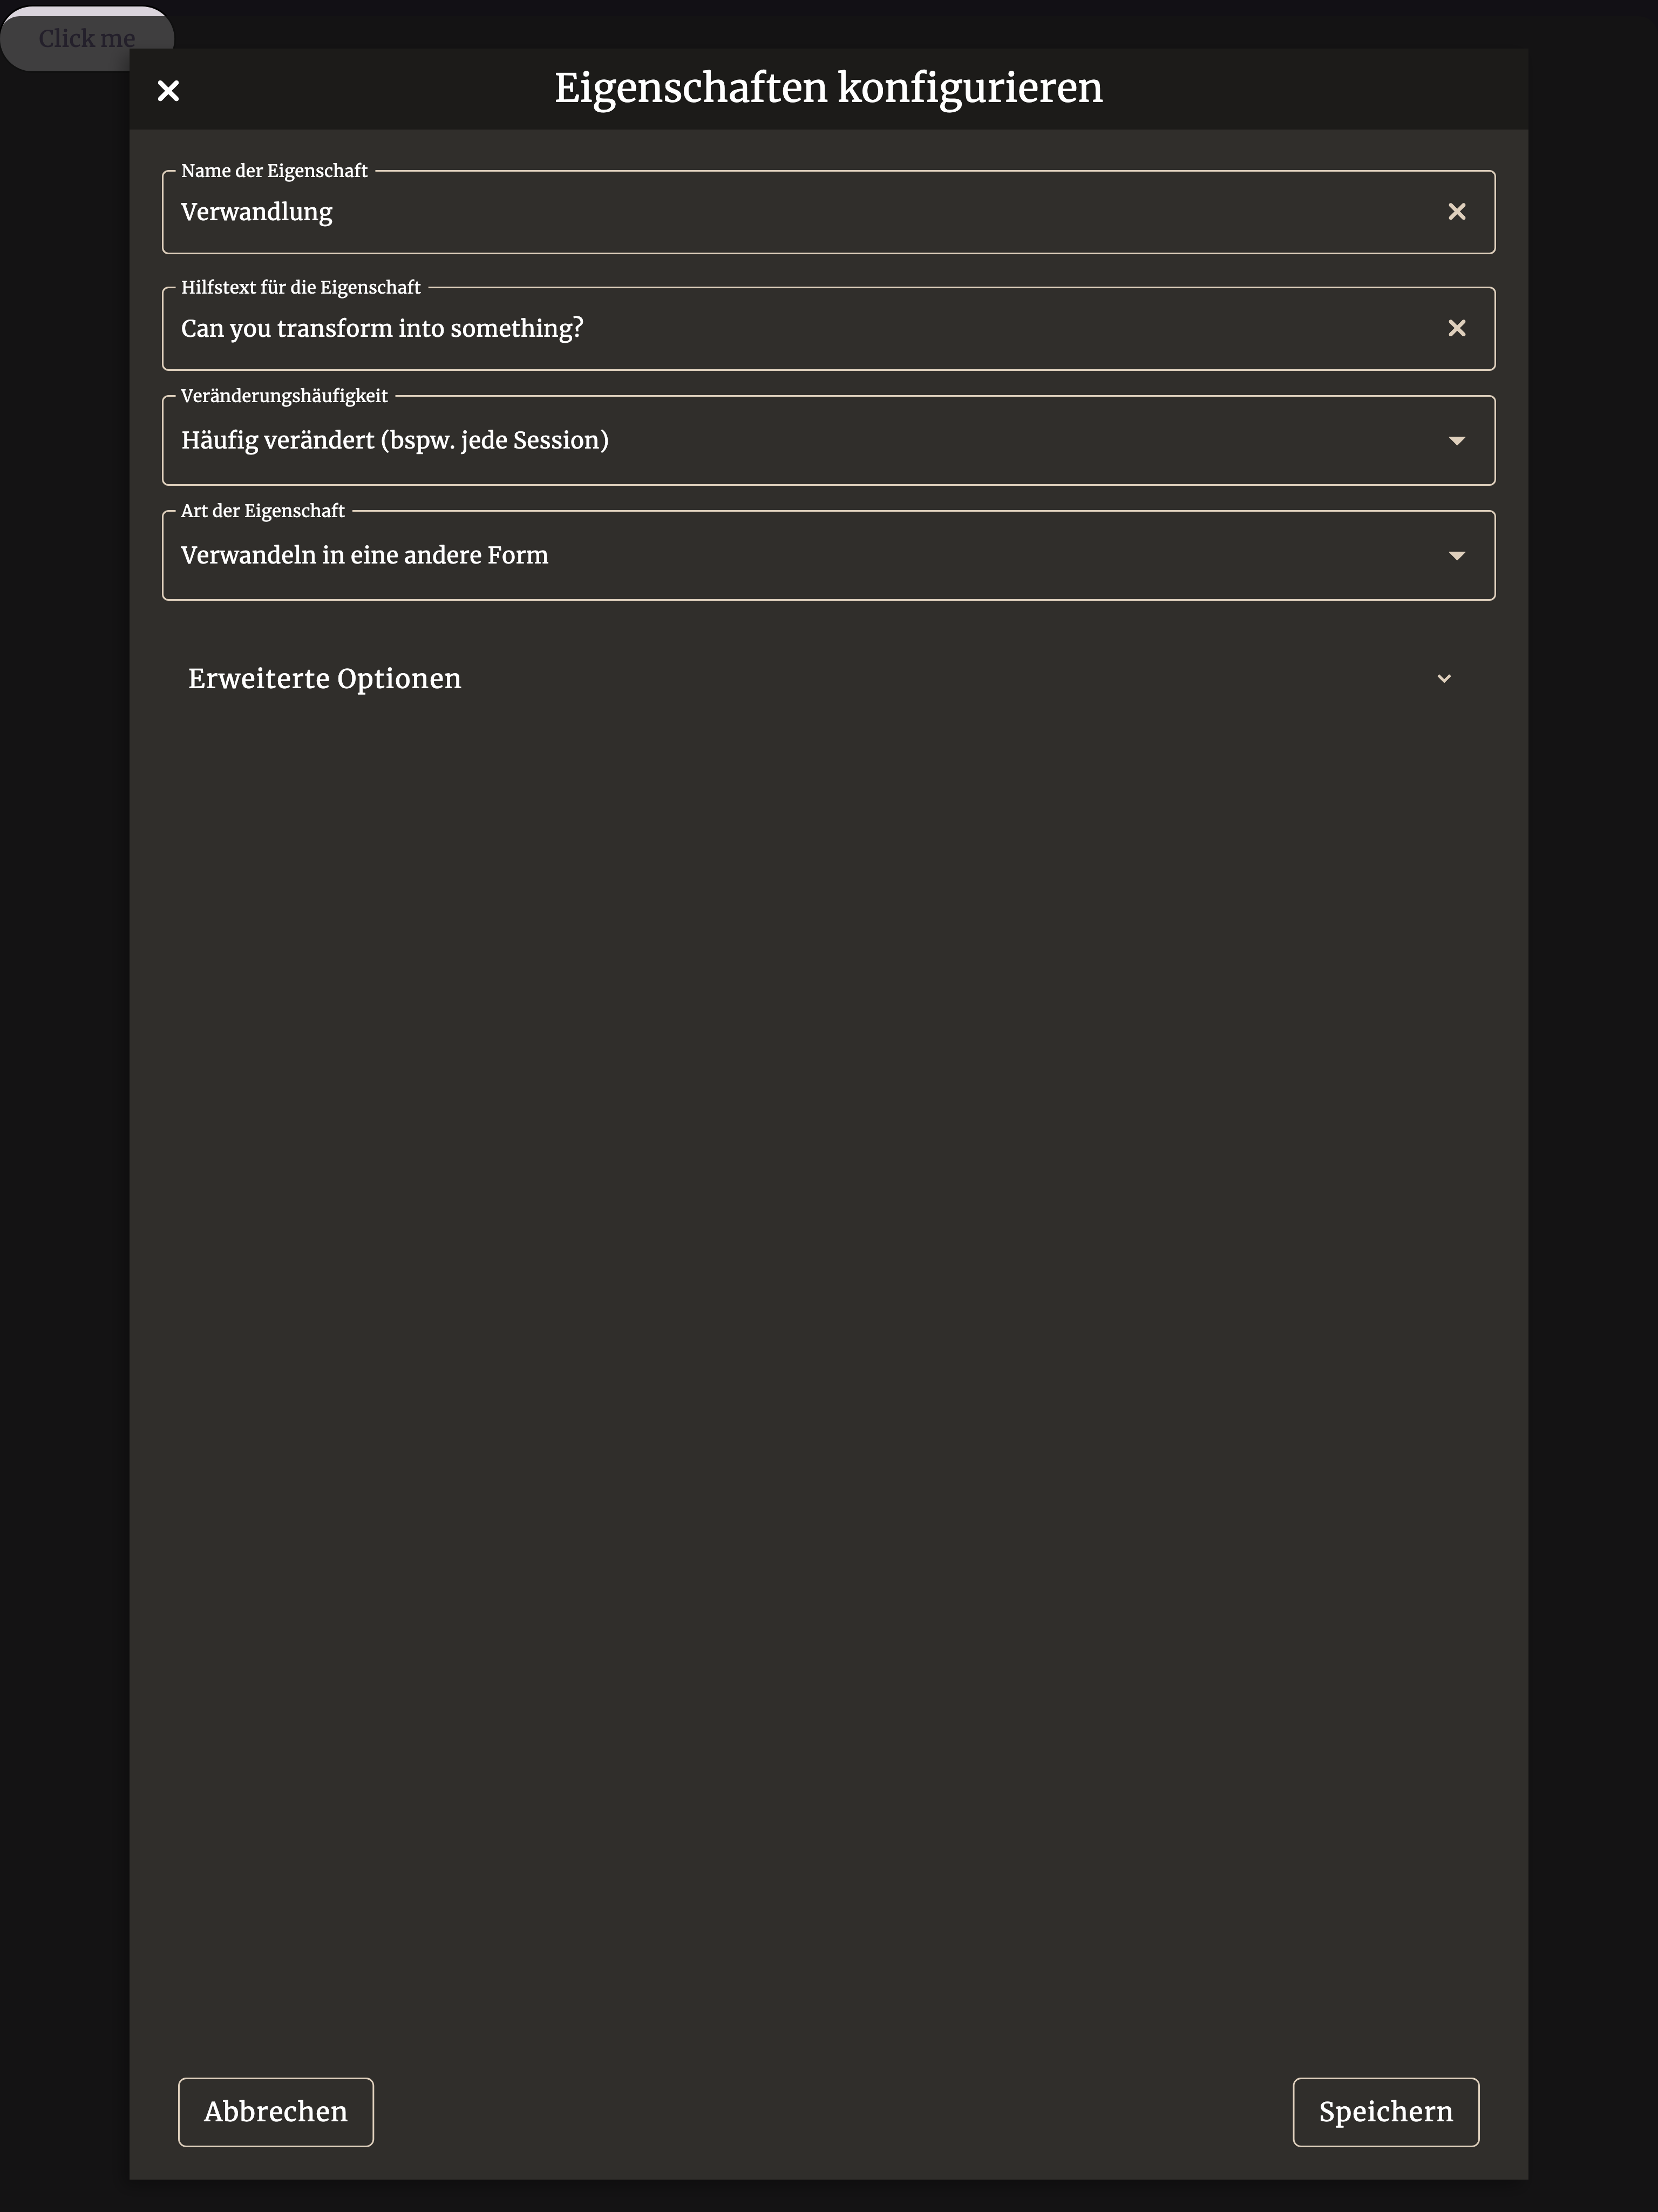 Click me
Eigenschaften konfigurieren
Name der Eigenschaft
Verwandlung
Hilfstext für die Eigenschaft
Can you transform into something?
Veränderungshäufigkeit
Häufig verändert (bspw. jede Session)
Art der Eigenschaft
Verwandeln in eine andere Form
Erweiterte Optionen
Abbrechen
Speichern